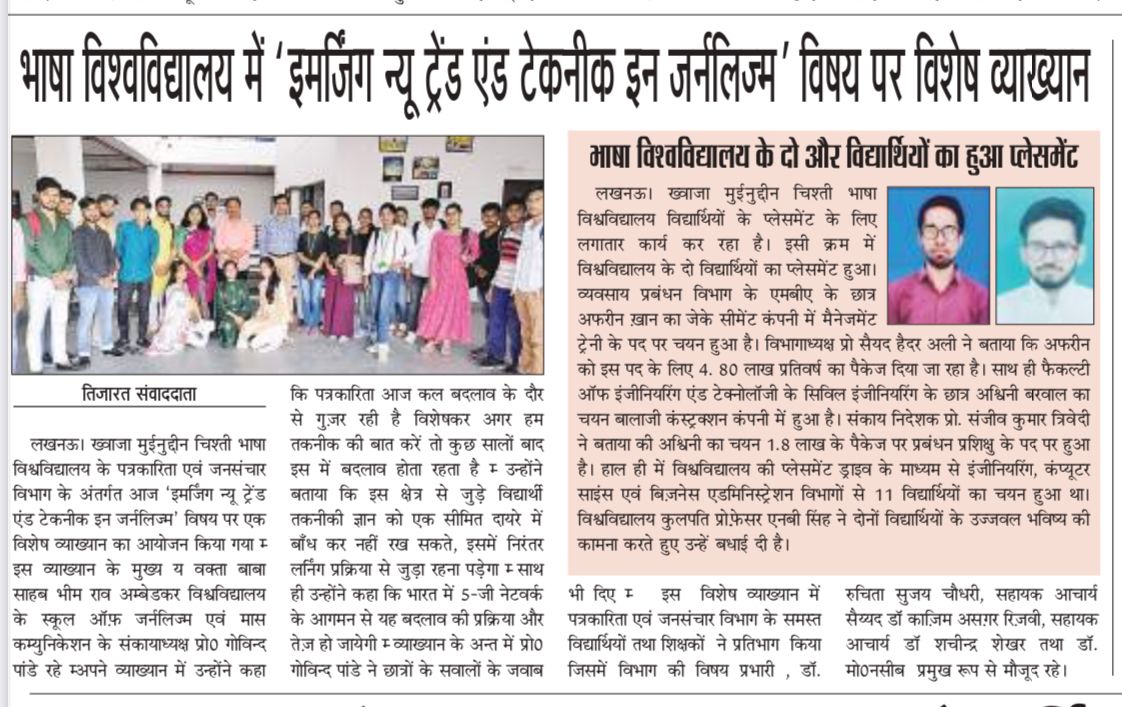 भाषा विश्वविद्यालय में 'इमर्जिंग न्यू ट्रेंड एंड टेकनीक इन जर्नलिज्म' विषय पर विशेष व्याख्यान
तिजारत संवाददाता
लखनऊ। ख्वाजा मुईनुद्दीन चिश्ती भाषा
विश्वविद्यालय के पत्रकारिता एवं जनसंचार
विभाग के अंतर्गत आज 'इमर्जिंग न्यू ट्रेंड
एंड टेकनीक इन जर्नलिज्म' विषय पर एक
विशेष व्याख्यान का आयोजन किया गया म्
इस व्याख्यान के मुख्य य वक्ता बाबा
साहब भीम राव अम्बेडकर विश्वविद्यालय
के स्कूल ऑफ़ जर्नलिज्म एवं मास
कम्युनिकेशन के संकायाध्यक्ष प्रो0 गोविन्द
पांडे रहे म्अपने व्याख्यान में उन्होंने कहा
कि पत्रकारिता आज कल बदलाव के दौर
से गुज़र रही है विशेषकर अगर हम
तकनीक की बात करें तो कुछ सालों बाद
इस में बदलाव होता रहता है म् उन्होंने
बताया कि इस क्षेत्र से जुड़े विद्यार्थी
तकनीकी ज्ञान को एक सीमित दायरे में
बाँध कर नहीं रख सकते, इसमें निरंतर
लर्निंग प्रक्रिया से जुड़ा रहना पड़ेगा म् साथ
ही उन्होंने कहा कि भारत में 5-जी नेटवर्क
के आगमन से यह बदलाव की प्रक्रिया और
तेज़ हो जायेगी म् व्याख्यान के अन्त में प्रो0
गोविन्द पांडे ने छात्रों के सवालों के जवाब
भी दिए म् इस विशेष व्याख्यान में
पत्रकारिता एवं जनसंचार विभाग के समस्त
विद्यार्थियों तथा शिक्षकों ने प्रतिभाग किया
जिसमें विभाग की विषय प्रभारी , डॉ.
रुचिता सुजय चौधरी, सहायक आचार्य
सैय्यद डॉ काज़िम असग़र रिज़वी, सहायक
आचार्य डॉ शचीन्द्र शेखर तथा डॉ.
मो0नसीब प्रमुख रूप से मौजूद रहे।
भाषा विश्वविद्यालय के दो और विद्यार्थियों का हुआ प्लेसमेंट
लखनऊ। ख्वाजा मुईनुद्दीन चिश्ती भाषा
विश्वविद्यालय विद्यार्थियों के प्लेसमेंट के लिए
लगातार कार्य कर रहा है। इसी क्रम में
विश्वविद्यालय के दो विद्यार्थियों का प्लेसमेंट हुआ।
व्यवसाय प्रबंधन विभाग के एमबीए के छात्र
अफरीन ख़ान का जेके सीमेंट कंपनी में मैनेजमेंट
ट्रेनी के पद पर चयन हुआ है। विभागाध्यक्ष प्रो सैयद हैदर अली ने बताया कि अफरीन
को इस पद के लिए 4. 80 लाख प्रतिवर्ष का पैकेज दिया जा रहा है। साथ ही फैकल्टी
ऑफ इंजीनियरिंग एंड टेक्नोलॉजी के सिविल इंजीनियरिंग के छात्र अश्विनी बरवाल का
चयन बालाजी कंस्ट्रक्शन कंपनी में हुआ है। संकाय निदेशक प्रो. संजीव कुमार त्रिवेदी
ने बताया की अश्विनी का चयन 1.8 लाख के पैकेज पर प्रबंधन प्रशिक्षु के पद पर हुआ
है। हाल ही में विश्वविद्यालय की प्लेसमेंट ड्राइव के माध्यम से इंजीनियरिंग, कंप्यूटर
साइंस एवं बिज़नेस एडमिनिस्ट्रेशन विभागों से 11 विद्यार्थियों का चयन हुआ था।
विश्वविद्यालय कुलपति प्रोफ़ेसर एनबी सिंह ने दोनों विद्यार्थियों के उज्जवल भविष्य की
कामना करते हुए उन्हें बधाई दी है।